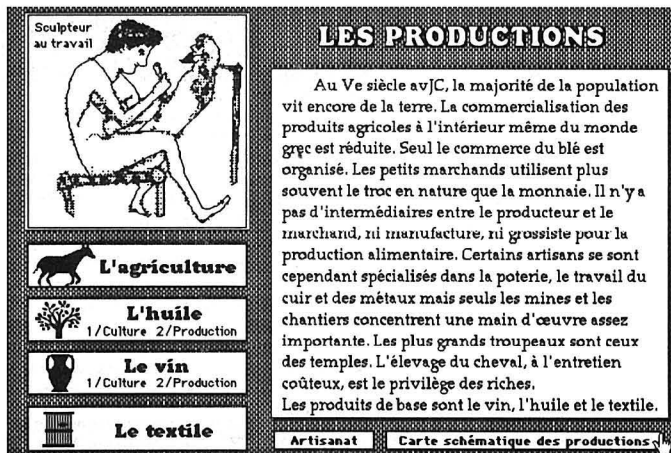 Sculpteur
au travail
LES PRODUCTIONS
Au Ve siècle avJC, la majorité de la population
vit encore de la terre. La commercialisation des
produits agricoles à l'intérieur même du monde
grec est réduite. Seul le commerce du blé est
organisé. Les petits marchands utilisent plus
souvent le troc en nature que la monnaie. Il n'y a
pas d'intermédiaires entre le producteur et le
marchand, ni manufacture, ni grossiste pour la
production alimentaire. Certains artisans se sont
cependant spécialisés dans la poterie, le travail du
cuir et des métaux mais seuls les mines et les
chantiers concentrent une main d'œuvre assez
importante. Les plus grands troupeaux sont ceux
des temples. L'élevage du cheval, à l'entretien
coûteux, est le privilège des riches.
Les produits de base sont le vin, l'huile et le textile.
L'agriculture
L'huile
1/Culture 2/Production
Le vin
1/Culture 2/Production
Le textile
Artisanat
Carte schématique des productions